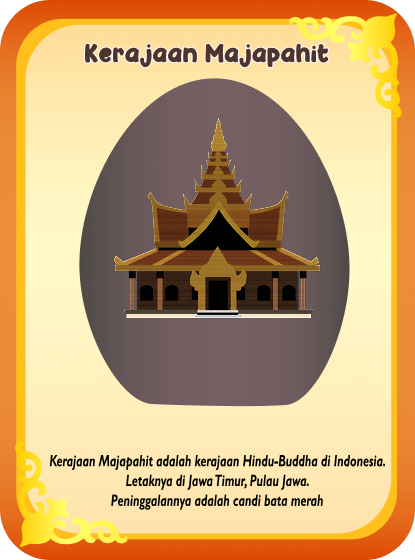 Kerajaan Majapahit
Kerajaan Majapahit adalah kerajaan Hindu-Buddha di Indonesia.
Letaknya di Jawa Timur, Pulau Jawa.
Peninggalannya adalah candi bata merah